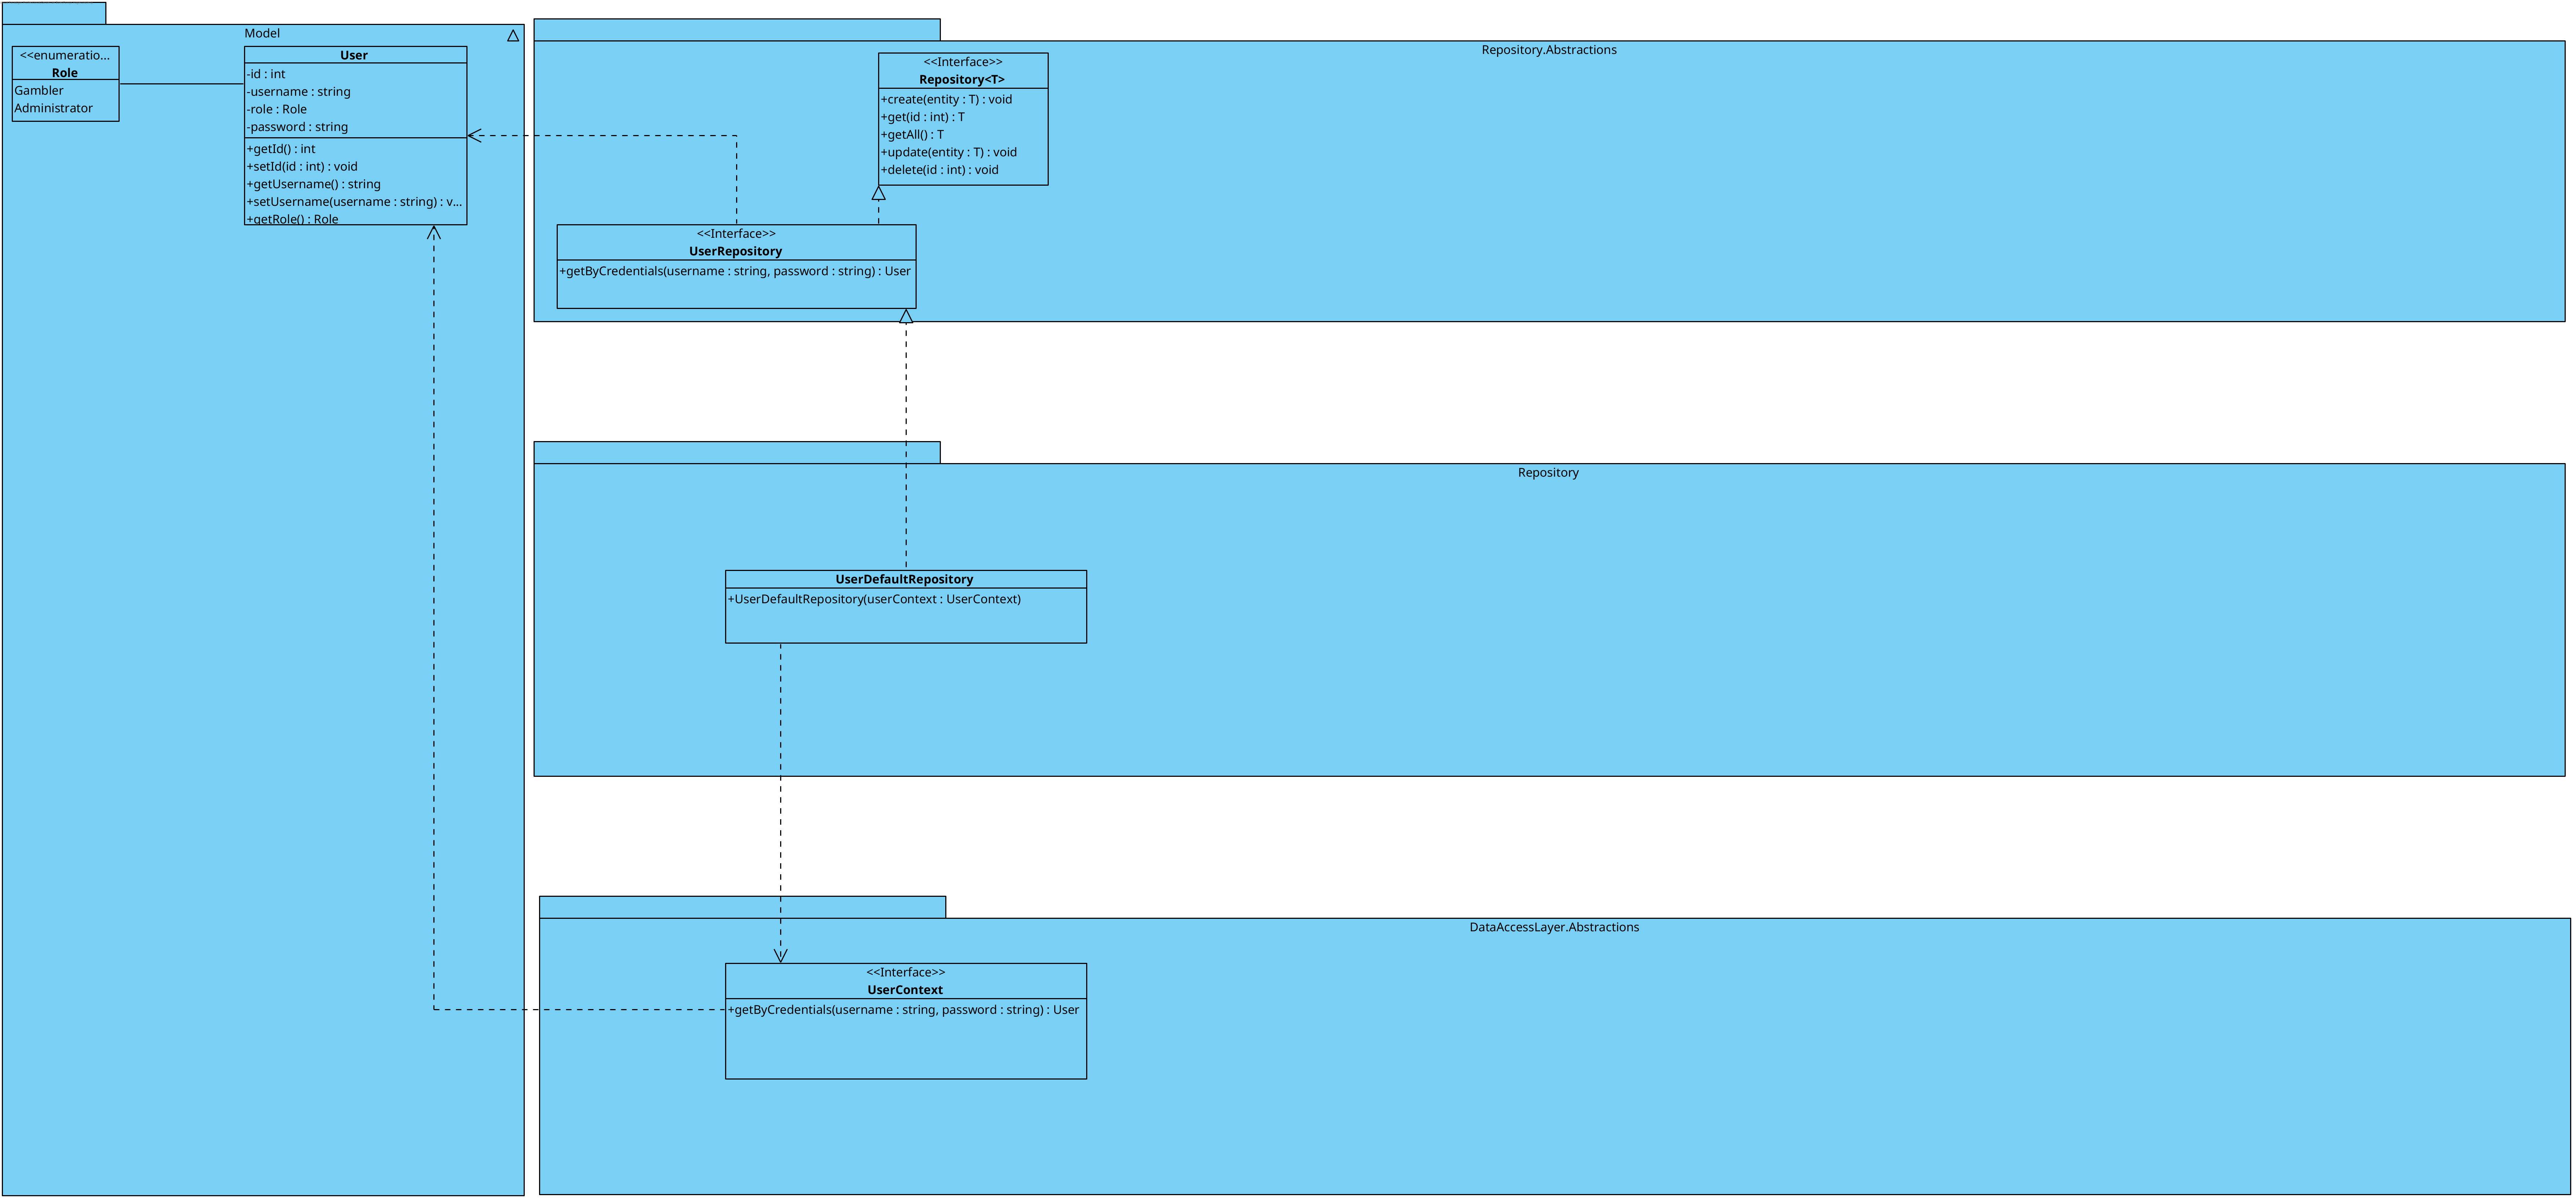 Model
<<enumeratio...
Role
Gambler
Administrator
User
-id : int
-username : string
-role : Role
-password : string
+getId() : int
+setId(id : int) : void
+getUsername() : string
+setUsername(username : string) : v...
+getRole() : Role
Repository.Abstractions
<<Interface>>
Repository<T>
+create(entity : T) : void
+get(id : int) : T
+getAll() : T
+update(entity : T) : void
+delete(id : int) : void
<<Interface>>
UserRepository
+getByCredentials(username : string, password : string) : User
Repository
UserDefaultRepository
+UserDefaultRepository(userContext : UserContext)
DataAccessLayer.Abstractions
<<Interface>>
UserContext
+getByCredentials(username : string, password : string) : User